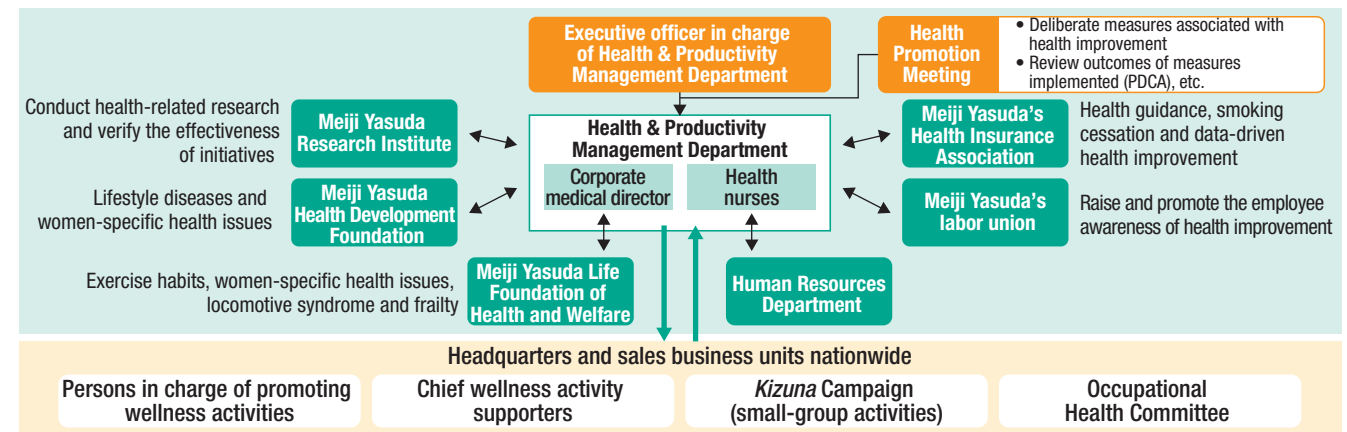 Executive officer in charge
of Health & Productivity
Management Department
Health
Promotion
Meeting
• Deliberate measures associated with
health improvement
• Review outcomes of measures
implemented (PDCA), etc.
Conduct health-related research
and verify the effectiveness
of initiatives
Meiji Yasuda
Research Institute
Health & Productivity
Management Department
Corporate
medical director
Health
nurses
Meiji Yasuda's
Health Insurance
Association
Health guidance, smoking
cessation and data-driven
health improvement
Lifestyle diseases and
women-specific health issues
Meiji Yasuda
Health Development
Foundation
Meiji Yasuda's
labor union
Raise and promote the employee
awareness of health improvement
Exercise habits, women-specific health issues,
locomotive syndrome and frailty
Meiji Yasuda Life
Foundation of
Health and Welfare
Human Resources
Department
Headquarters and sales business units nationwide
Persons in charge of promoting
wellness activities
Chief wellness activity
supporters
Kizuna Campaign
(small-group activities)
Occupational
Health Committee